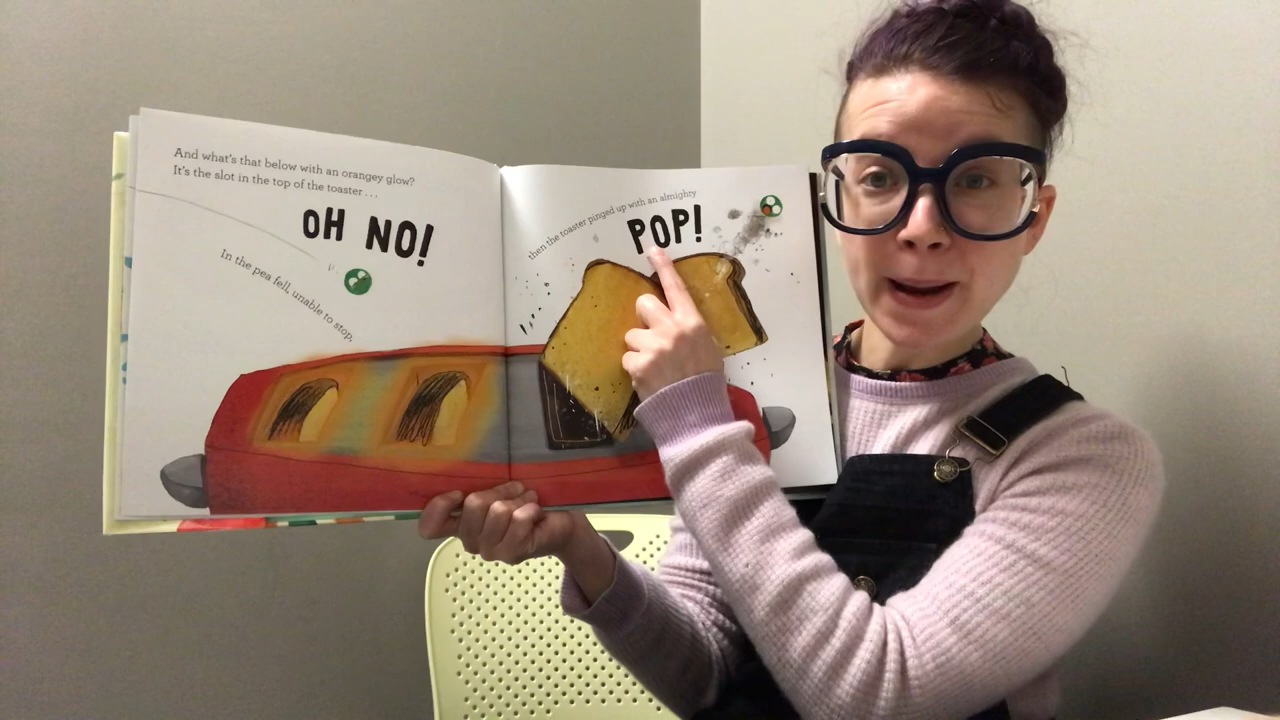 And what's that below with an orangey glow?
It's the slot in the top of the toaster . . .
OH NO!
In the pea fell, unable to stop,
then the toaster pinged up with an almighty
POP!